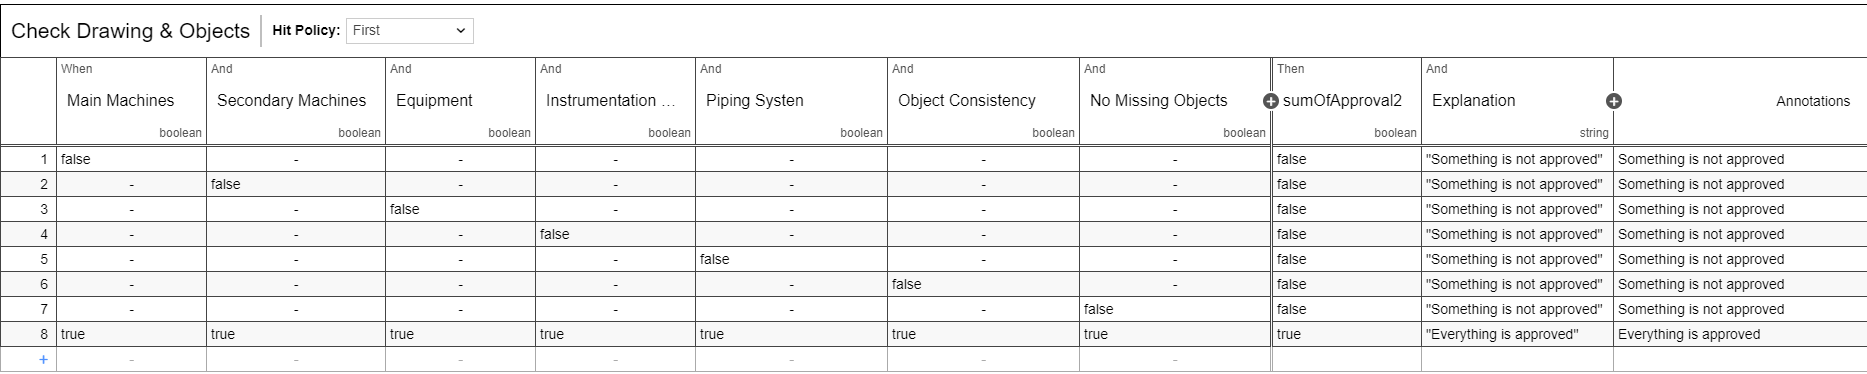 Check Drawing & Objects Hit Policy: First
When And And And And And And Then And
Main Machines Secondary Machines Equipment Instrumentation ... Piping Systen Object Consistency No Missing Objects + sumOfApproval2 Explanation + Annotations
boolean boolean boolean boolean boolean boolean boolean boolean string
1 false - - - - - - false "Something is not approved" Something is not approved
2 - false - - - - - false "Something is not approved" Something is not approved
3 - - false - - - - false "Something is not approved" Something is not approved
4 - - - false - - - false "Something is not approved" Something is not approved
5 - - - - false - - false "Something is not approved" Something is not approved
6 - - - - - false - false "Something is not approved" Something is not approved
7 - - - - - - false false "Something is not approved" Something is not approved
8 true true true true true true true true "Everything is approved" Everything is approved
+ - - - - - - -